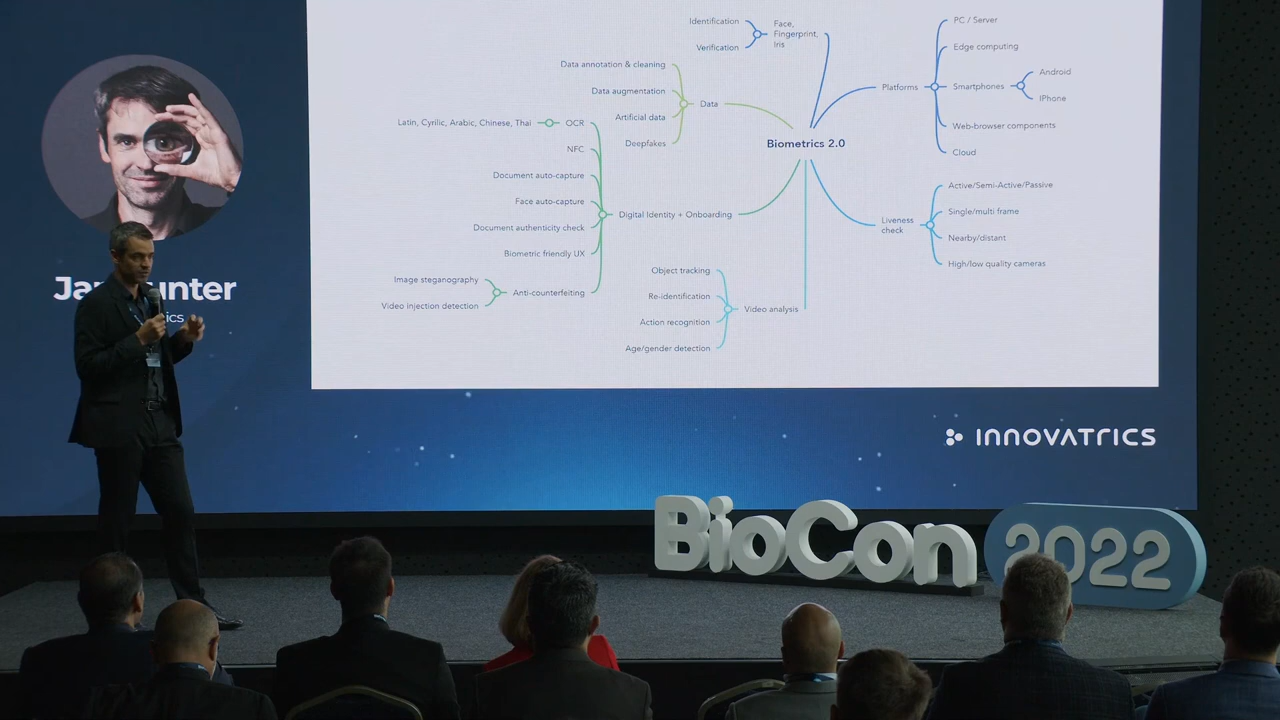 Identification
Verification
Face,
Fingerprint,
Iris
Data annotation & cleaning
Data augmentation
Artificial data
Deepfakes
Data
Latin, Cyrilic, Arabic, Chinese, Thai
OCR
NFC
Document auto-capture
Face auto-capture
Document authenticity check
Biometric friendly UX
Image steganography
Video injection detection
Anti-counterfeiting
Digital Identity + Onboarding
Object tracking
Re-identification
Action recognition
Age/gender detection
Video analysis
Biometrics 2.0
Platforms
PC / Server
Edge computing
Smartphones
Android
IPhone
Web-browser components
Cloud
Liveness
check
Active/Semi-Active/Passive
Single/multi frame
Nearby/distant
High/low quality cameras
INNOVATRICS
BioCon 2022